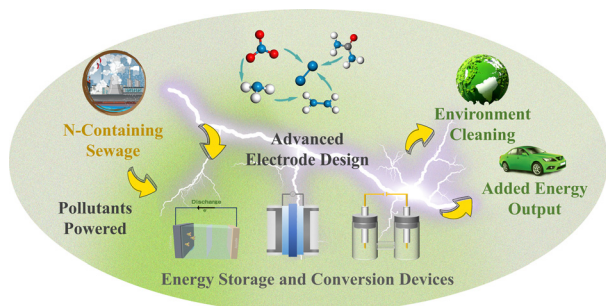 N-Containing
Sewage
Advanced
Electrode Design
Environment
Cleaning
Added Energy
Output
Pollutants
Powered
Discharge
e
Energy Storage and Conversion Devices